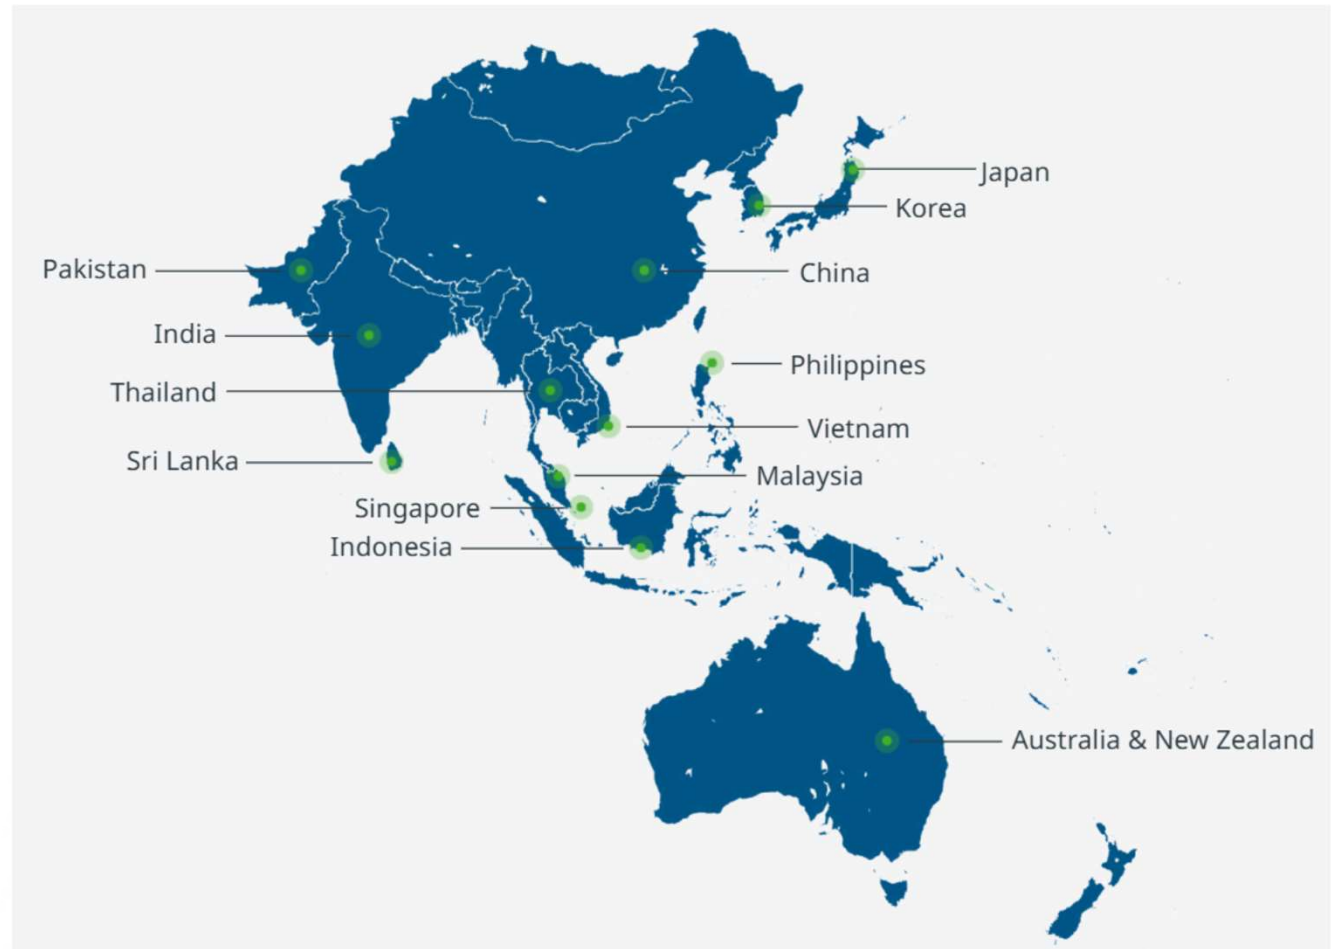 Japan
Korea
Pakistan
China
India
Philippines
Thailand
Vietnam
Sri Lanka
Malaysia
Singapore
Indonesia
Australia & New Zealand